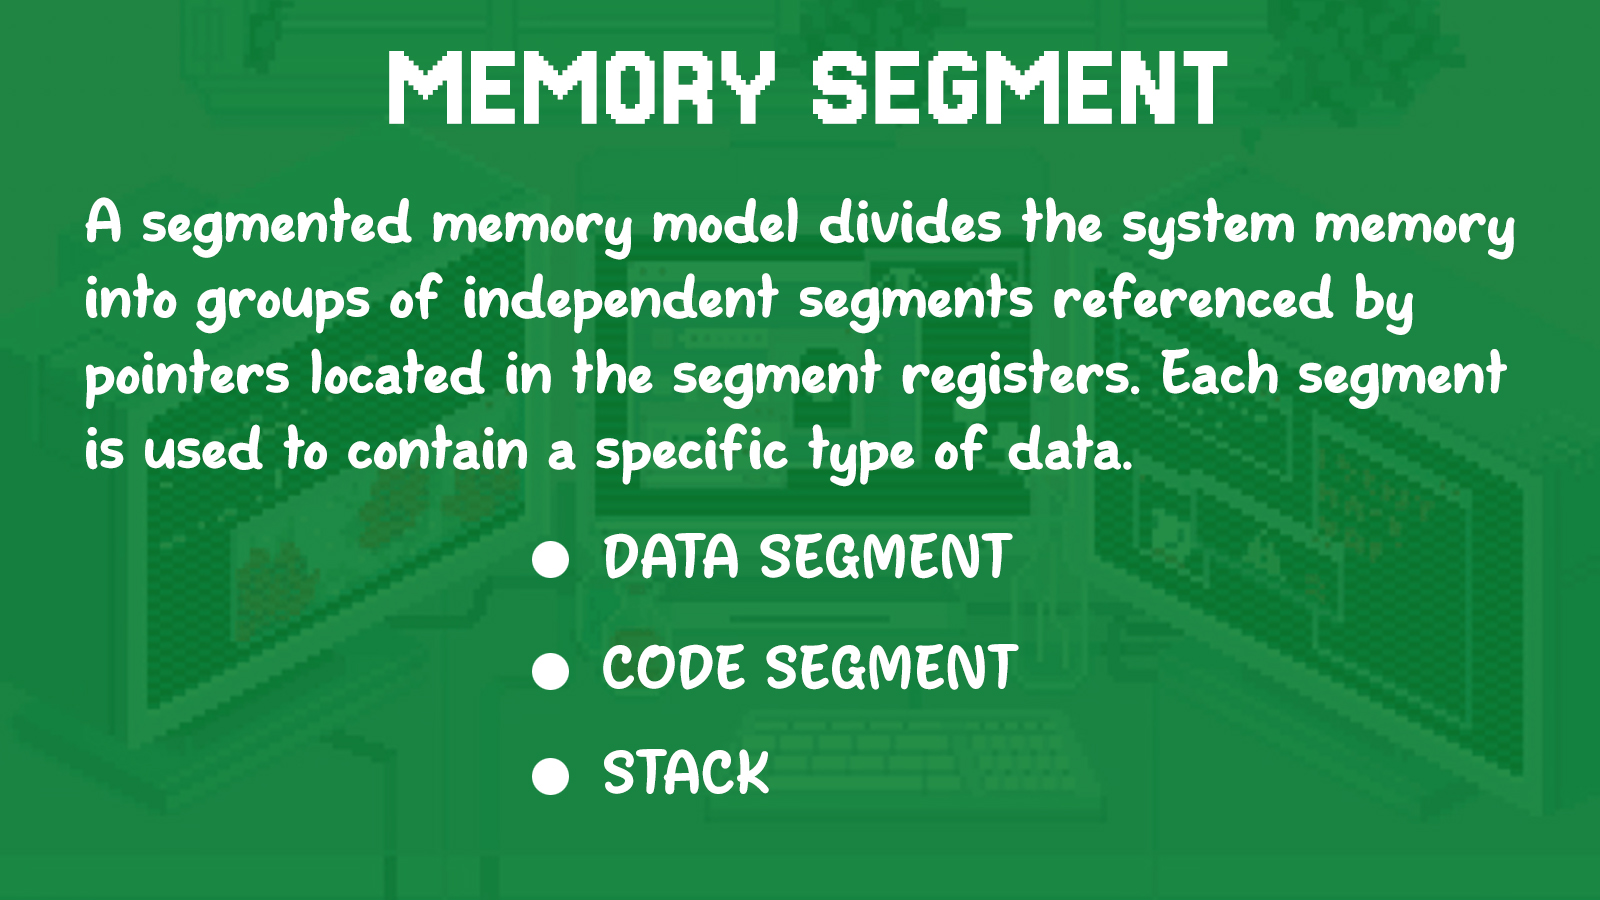 MEMORY SEGMENT
A segmented memory model divides the system memory
into groups of independent segments referenced by
pointers located in the segment registers. Each segment
is used to contain a specific type of data.
● DATA SEGMENT
● CODE SEGMENT
● STACK